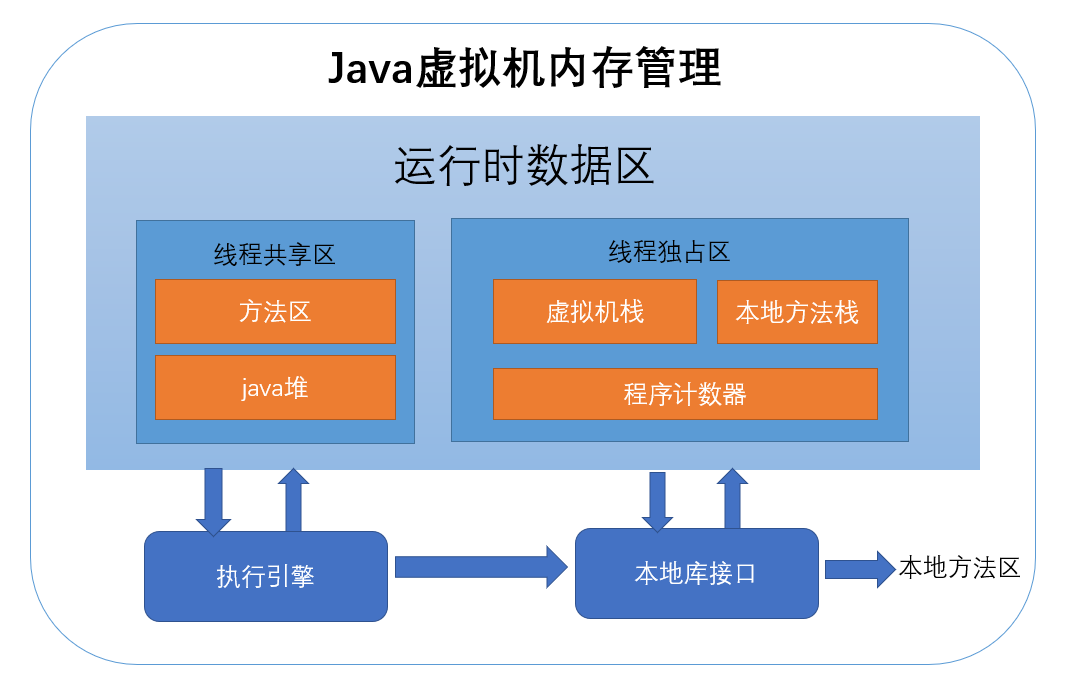 Java虚拟机内存管理
运行时数据区
线程共享区
方法区
java堆
线程独占区
虚拟机栈
本地方法栈
程序计数器
执行引擎
本地库接口
本地方法区